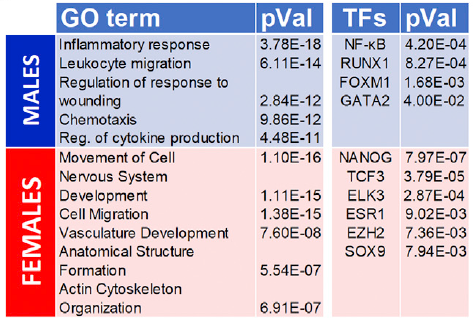 GO term pVal TFs pVal
MALES
Inflammatory response 3.78E-18 NF-κB 4.20E-04
Leukocyte migration 6.11E-14 RUNX1 8.27E-04
Regulation of response to FOXM1 1.68E-03
wounding 2.84E-12 GATA2 4.00E-02
Chemotaxis 9.86E-12
Reg. of cytokine production 4.48E-11
FEMALES
Movement of Cell 1.10E-16 NANOG 7.97E-07
Nervous System TCF3 3.79E-05
Development 1.11E-15 ELK3 2.87E-04
Cell Migration 1.38E-15 ESR1 9.02E-03
Vasculature Development 7.60E-08 EZH2 7.36E-03
Anatomical Structure SOX9 7.94E-03
Formation 5.54E-07
Actin Cytoskeleton
Organization 6.91E-07